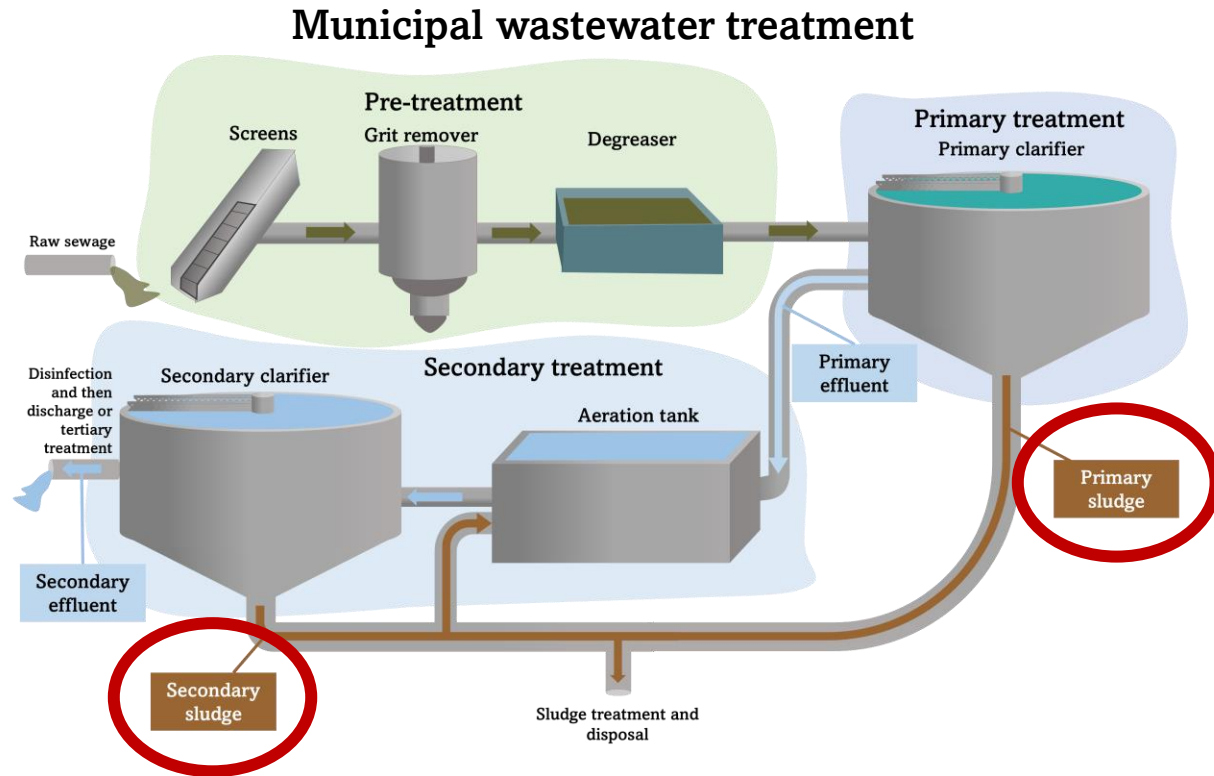 Municipal wastewater treatment
Pre-treatment
Screens
Grit remover
Degreaser
Primary treatment
Primary clarifier
Raw sewage
Primary
effluent
Secondary treatment
Secondary clarifier
Aeration tank
Disinfection
and then
discharge or
tertiary
treatment
Primary
sludge
Secondary
effluent
Secondary
sludge
Sludge treatment and
disposal